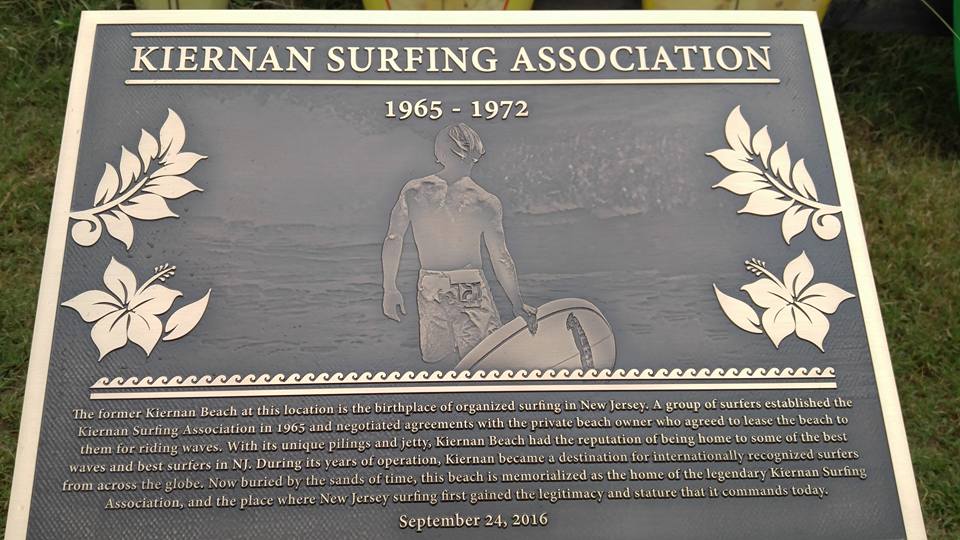 KIERNAN SURFING ASSOCIATION
1965 - 1972
The former Kiernan Beach at this location is the birthplace of organized surfing in New Jersey. A group of surfers established the
Kiernan Surfing Association in 1965 and negotiated agreements with the private beach owner who agreed to lease the beach to
them for riding waves. With its unique pilings and jetty, Kiernan Beach had the reputation of being home to some of the best
waves and best surfers in NJ. During its years of operation, Kiernan became a destination for internationally recognized surfers
from across the globe. Now buried by the sands of time, this beach is memorialized as the home of the legendary Kiernan Surfing
Association, and the place where New Jersey surfing first gained the legitimacy and stature that it commands today.
September 24, 2016